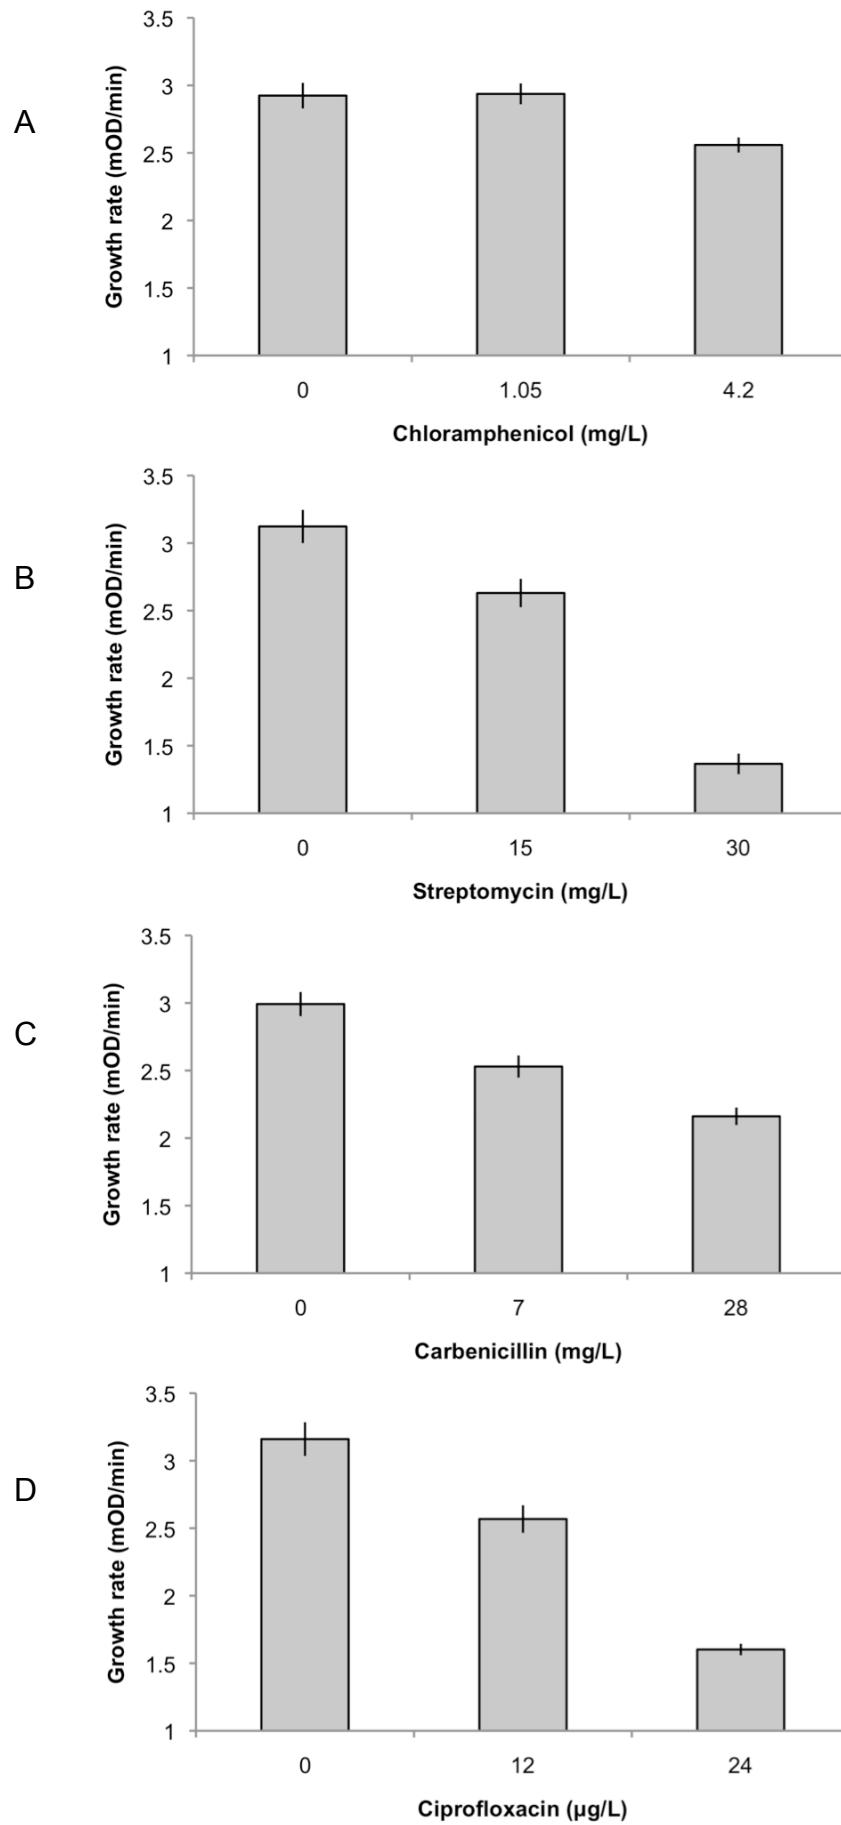 A
Growth rate (mOD/min)
3.5
3
2.5
2
1.5
1
0 1.05 4.2
Chloramphenicol (mg/L)
B
Growth rate (mOD/min)
3.5
3
2.5
2
1.5
1
0 15 30
Streptomycin (mg/L)
C
Growth rate (mOD/min)
3.5
3
2.5
2
1.5
1
0 7 28
Carbenicillin (mg/L)
D
Growth rate (mOD/min)
3.5
3
2.5
2
1.5
1
0 12 24
Ciprofloxacin (µg/L)